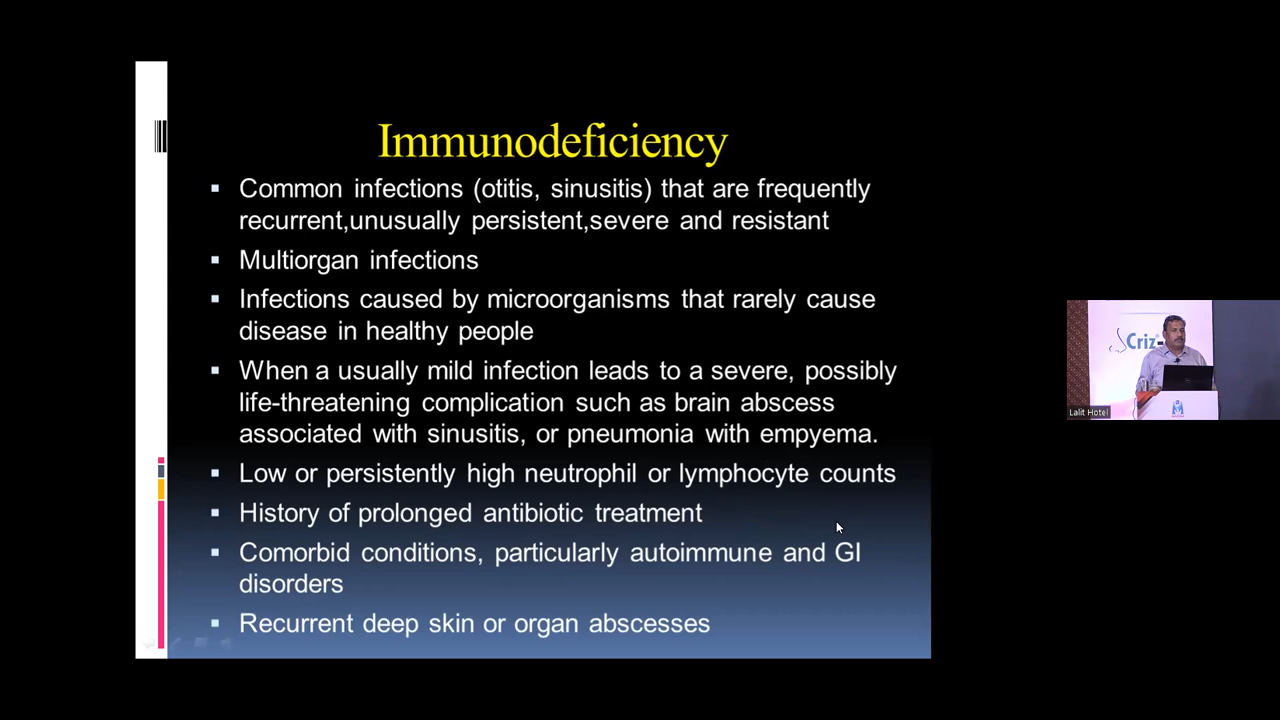 Immunodeficiency
▪ Common infections (otitis, sinusitis) that are frequently
recurrent,unusually persistent,severe and resistant
▪ Multiorgan infections
▪ Infections caused by microorganisms that rarely cause
disease in healthy people
▪ When a usually mild infection leads to a severe, possibly
life-threatening complication such as brain abscess
associated with sinusitis, or pneumonia with empyema.
▪ Low or persistently high neutrophil or lymphocyte counts
▪ History of prolonged antibiotic treatment
▪ Comorbid conditions, particularly autoimmune and GI
disorders
▪ Recurrent deep skin or organ abscesses
Criz
Lalit Hotel